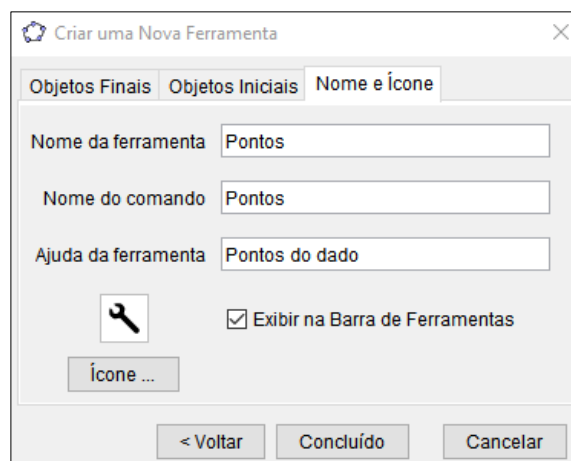 Criar uma Nova Ferramenta
Objetos Finais Objetos Iniciais Nome e Ícone
Nome da ferramenta Pontos
Nome do comando Pontos
Ajuda da ferramenta Pontos do dado
Exibir na Barra de Ferramentas
Ícone ...
< Voltar Concluído Cancelar